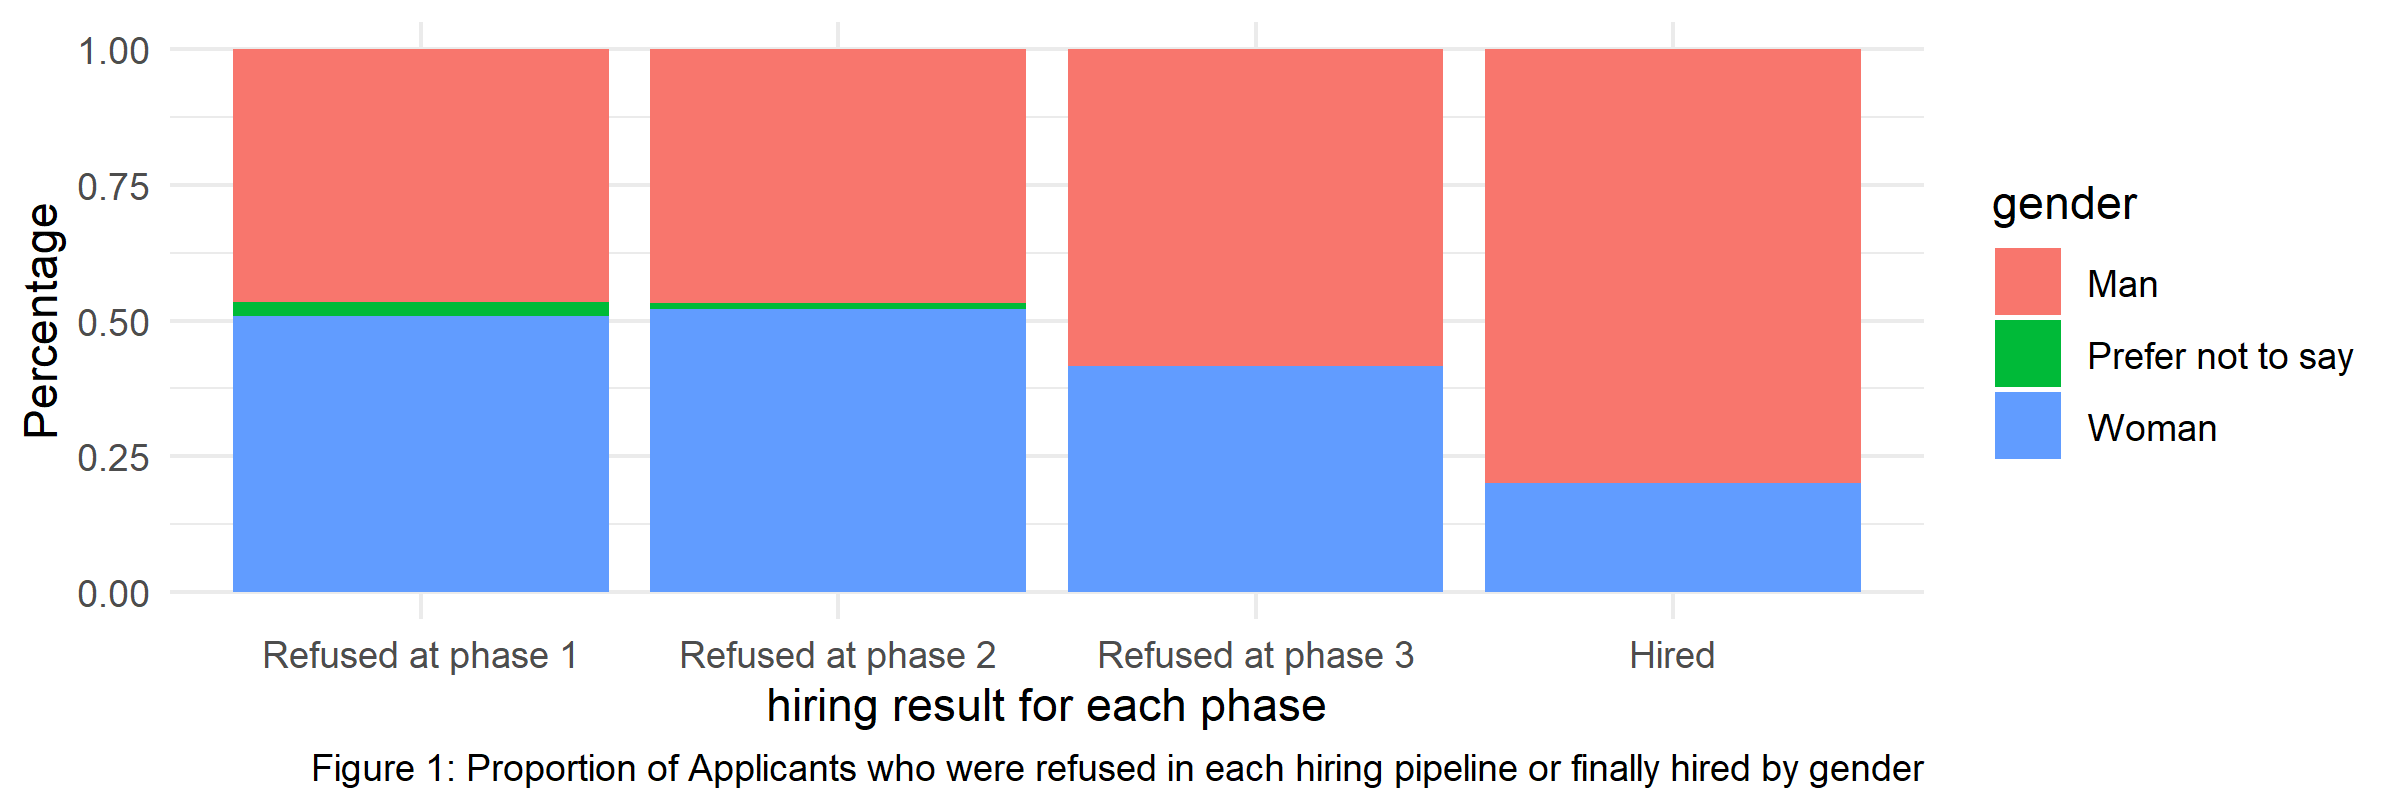 1.00
0.75
0.50
0.25
0.00
Percentage
Refused at phase 1
Refused at phase 2
Refused at phase 3
Hired
hiring result for each phase
gender
Man
Prefer not to say
Woman
Figure 1: Proportion of Applicants who were refused in each hiring pipeline or finally hired by gender